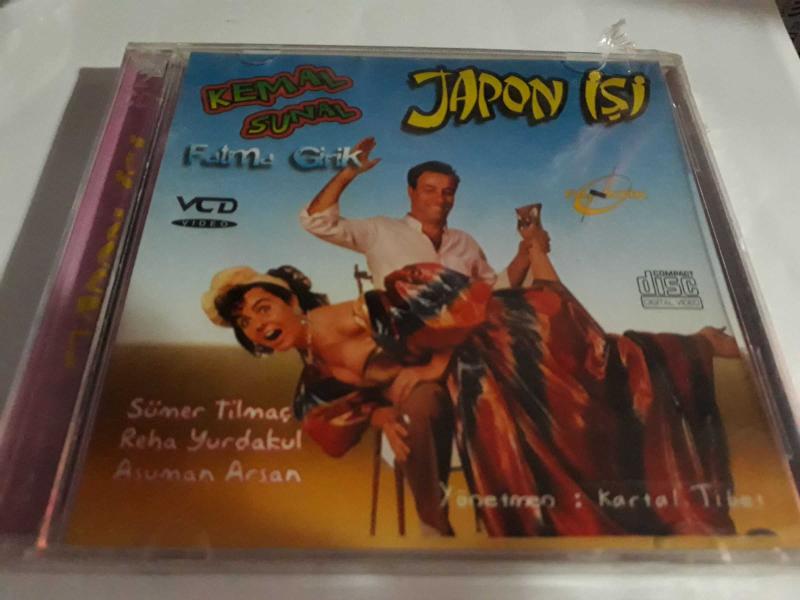 KEMAL
SUNAL
JAPON İŞİ
Fatma Girik
VCD
VIDEO
COMPACT
disc
DIGITAL VIDEO
Sümer Tilmaç
Reha Yurdakul
Asuman Arsan
Yönetmen : Kartal Tibet